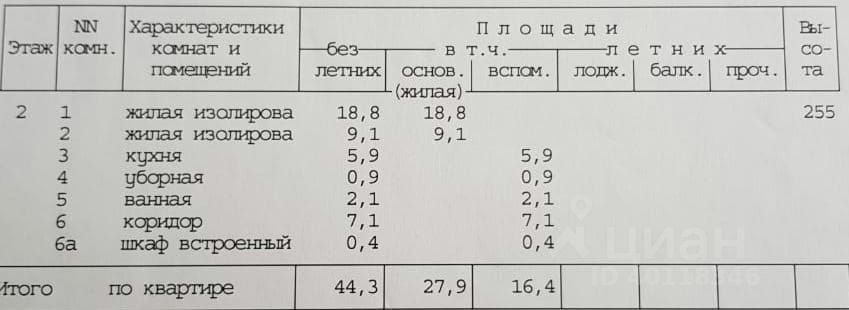 Этаж NN комн. Характеристики комнат и помещений Площади Вы-сота
без летних в т.ч. летних
основ. (жилая) вспом. лодж. балк. проч.
2 1 жилая изолирова 18,8 18,8 255
2 жилая изолирова 9,1 9,1
3 кухня 5,9 5,9
4 уборная 0,9 0,9
5 ванная 2,1 2,1
6 коридор 7,1 7,1
6а шкаф встроенный 0,4 0,4
Итого по квартире 44,3 27,9 16,4
циан